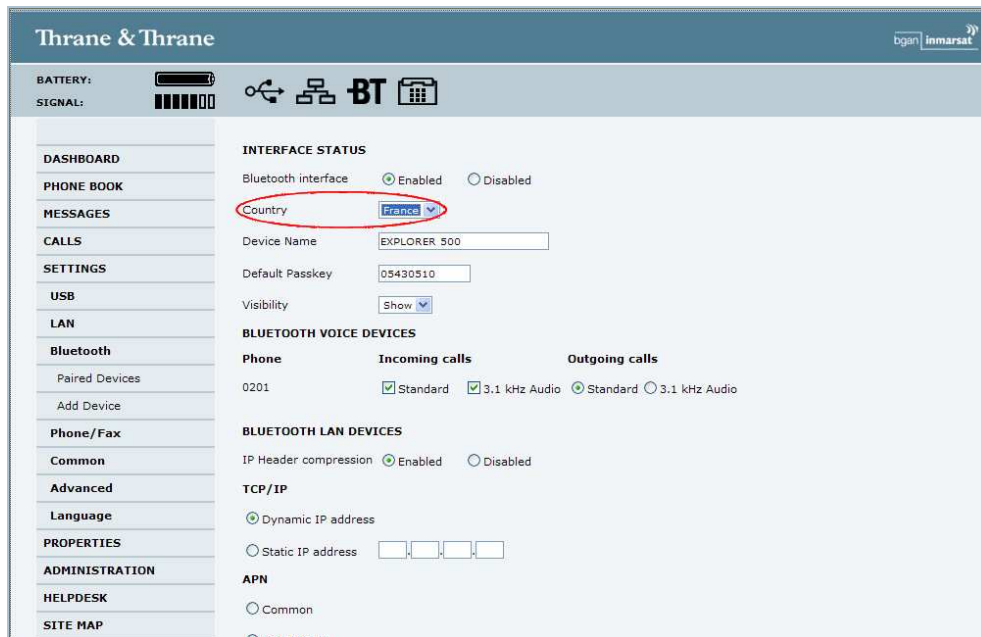 Thrane & Thrane
bgan inmarsat
BATTERY:
SIGNAL:
BT
DASHBOARD
PHONE BOOK
MESSAGES
CALLS
SETTINGS
USB
LAN
Bluetooth
Paired Devices
Add Device
Phone/Fax
Common
Advanced
Language
PROPERTIES
ADMINISTRATION
HELPDESK
SITE MAP
INTERFACE STATUS
Bluetooth interface Enabled Disabled
Country France
Device Name EXPLORER 500
Default Passkey 05430510
Visibility Show
BLUETOOTH VOICE DEVICES
Phone Incoming calls Outgoing calls
0201 Standard 3.1 kHz Audio Standard 3.1 kHz Audio
BLUETOOTH LAN DEVICES
IP Header compression Enabled Disabled
TCP/IP
Dynamic IP address
Static IP address . . .
APN
Common